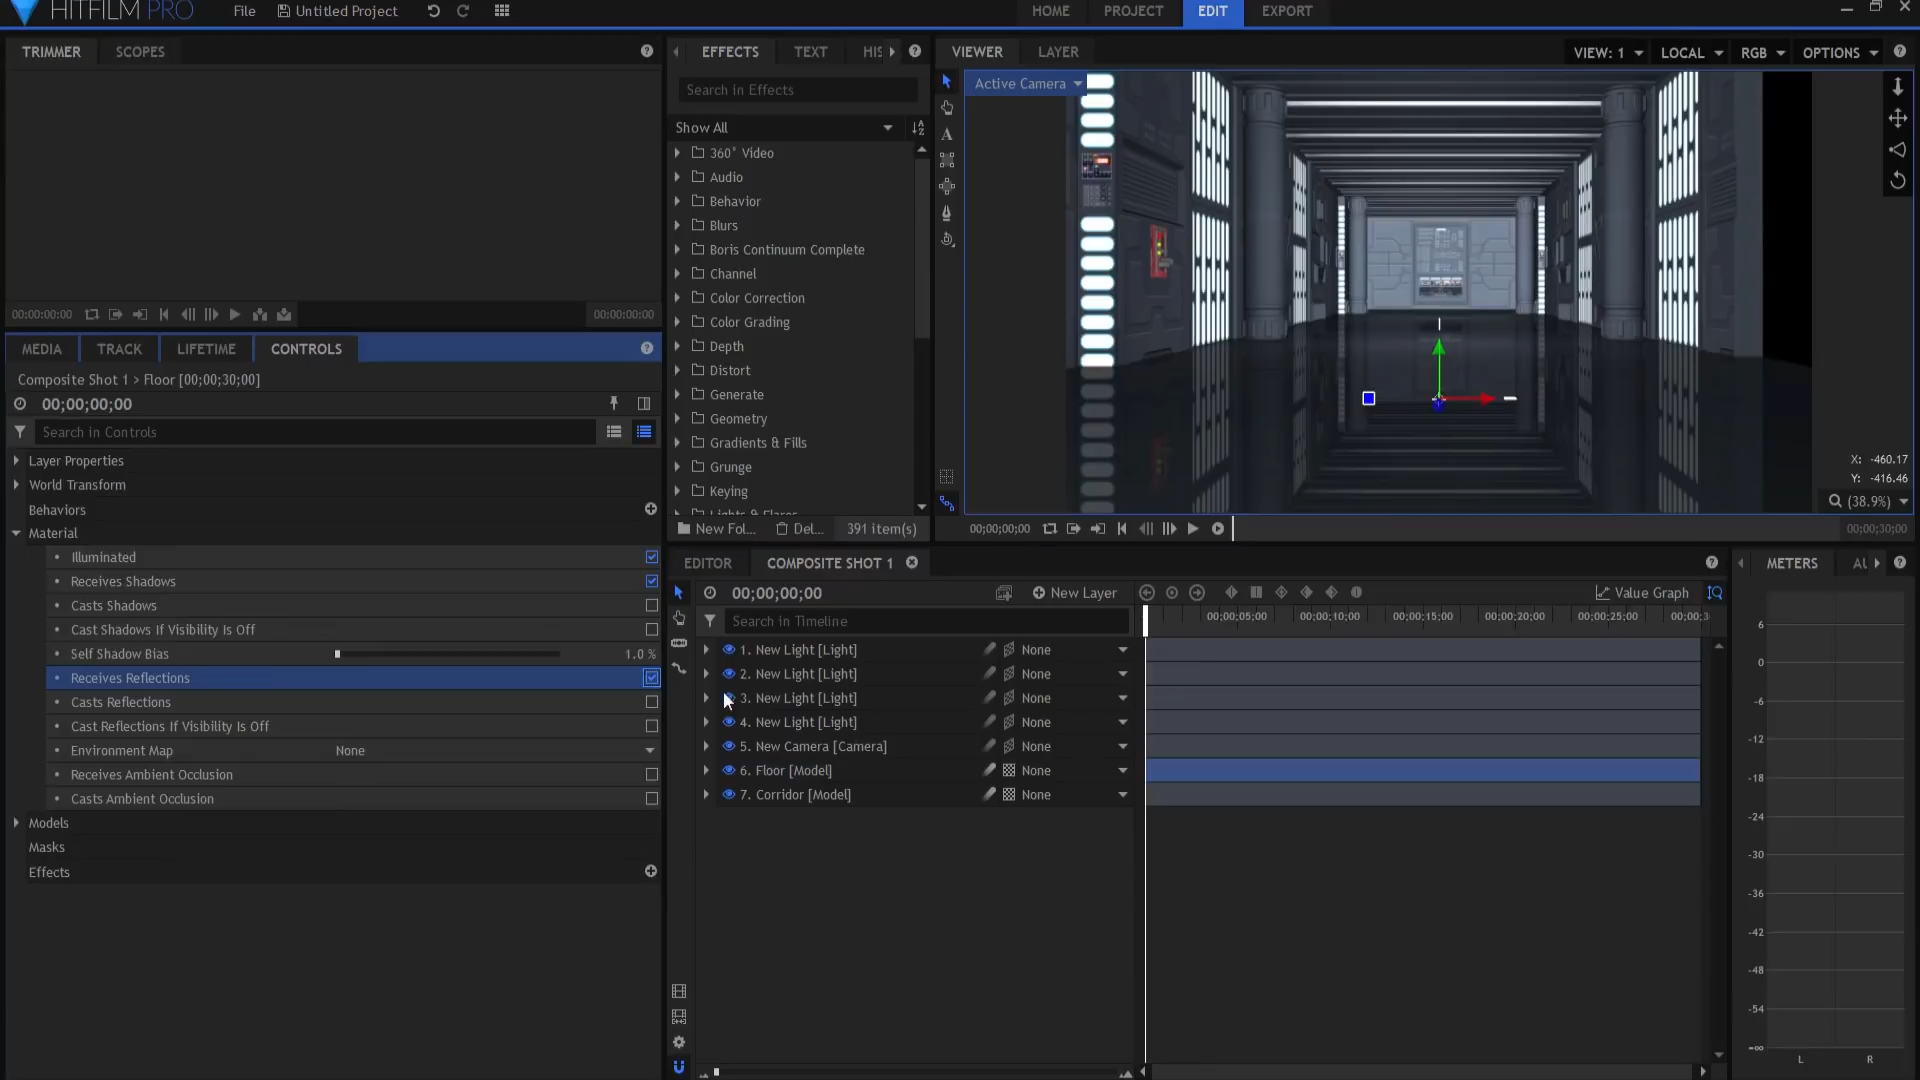 HITFILM PRO
File
Untitled Project
HOME
PROJECT
EDIT
EXPORT
TRIMMER
SCOPES
00:00:00:00
00:00:00:00
MEDIA
TRACK
LIFETIME
CONTROLS
Composite Shot 1 > Floor [00;00;30;00]
00;00;00;00
Search in Controls
Layer Properties
World Transform
Behaviors
Material
Illuminated
Receives Shadows
Casts Shadows
Cast Shadows If Visibility Is Off
Self Shadow Bias 1.0 %
Receives Reflections
Casts Reflections
Cast Reflections If Visibility Is Off
Environment Map None
Receives Ambient Occlusion
Casts Ambient Occlusion
Models
Masks
Effects
EFFECTS
TEXT
HIS
Search in Effects
Show All
360° Video
Audio
Behavior
Blurs
Boris Continuum Complete
Channel
Color Correction
Color Grading
Depth
Distort
Generate
Geometry
Gradients & Fills
Grunge
Keying
Lights & Flares
New Fol...
Del...
391 item(s)
VIEWER
LAYER
VIEW: 1
LOCAL
RGB
OPTIONS
Active Camera
X: -460.17
Y: -416.46
(38.9%)
00;00;00;00
00;00;30;00
EDITOR
COMPOSITE SHOT 1
00;00;00;00
New Layer
Value Graph
Search in Timeline
00;00;05;00
00;00;10;00
00;00;15;00
00;00;20;00
00;00;25;00
00;00;3
1. New Light [Light] None
2. New Light [Light] None
3. New Light [Light] None
4. New Light [Light] None
5. New Camera [Camera] None
6. Floor [Model] None
7. Corridor [Model] None
METERS
AU
6
0
-6
-12
-18
-24
-30
-36
-42
-48
-54
-∞
L
R